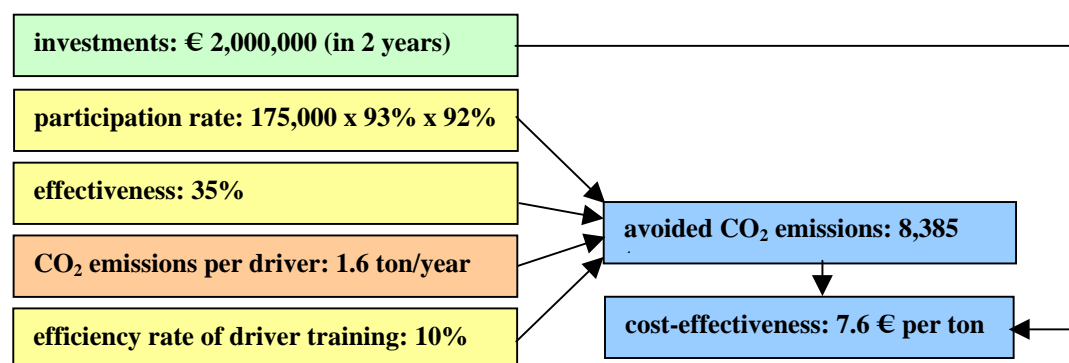 investments: € 2,000,000 (in 2 years)
participation rate: 175,000 x 93% x 92%
effectiveness: 35%
CO₂ emissions per driver: 1.6 ton/year
efficiency rate of driver training: 10%
avoided CO₂ emissions: 8,385
cost-effectiveness: 7.6 € per ton